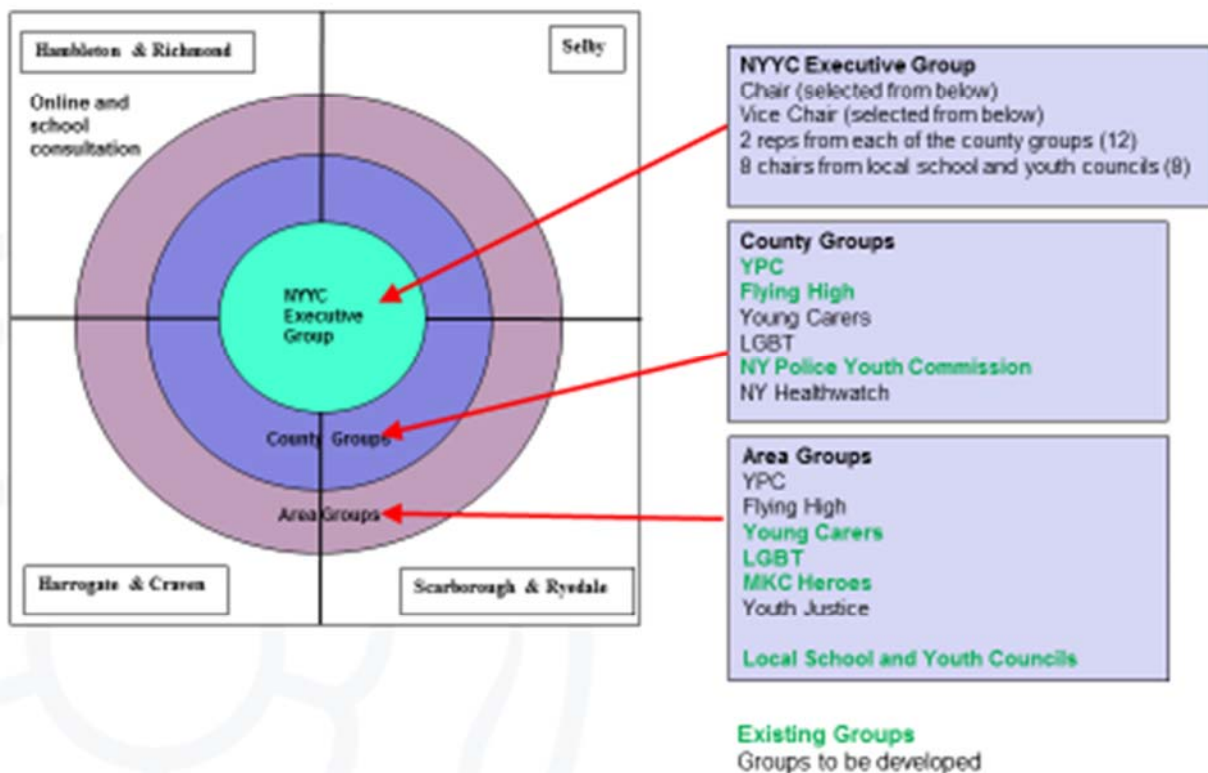 Hambleton & Richmond
Selby
Online and
school
consultation
NYYC
Executive
Group
County Groups
Area Groups
Harrogate & Craven
Scarborough & Ryedale
NYYC Executive Group
Chair (selected from below)
Vice Chair (selected from below)
2 reps from each of the county groups (12)
8 chairs from local school and youth councils (8)
County Groups
YPC
Flying High
Young Carers
LGBT
NY Police Youth Commission
NY Healthwatch
Area Groups
YPC
Flying High
Young Carers
LGBT
MKC Heroes
Youth Justice
Local School and Youth Councils
Existing Groups
Groups to be developed